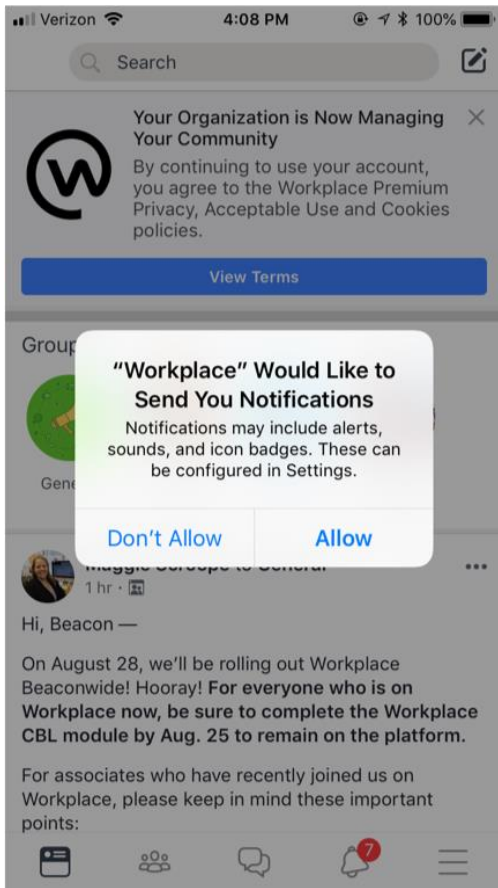 Verizon 4:08 PM 100%
Search
Your Organization is Now Managing
Your Community
By continuing to use your account,
you agree to the Workplace Premium
Privacy, Acceptable Use and Cookies
policies.
View Terms
Group
"Workplace" Would Like to
Send You Notifications
Notifications may include alerts,
sounds, and icon badges. These can
be configured in Settings.
Gene
Don't Allow Allow
to General
1 hr ·
Hi, Beacon —
On August 28, we'll be rolling out Workplace
Beaconwide! Hooray! For everyone who is on
Workplace now, be sure to complete the Workplace
CBL module by Aug. 25 to remain on the platform.
For associates who have recently joined us on
Workplace, please keep in mind these important
points:
7